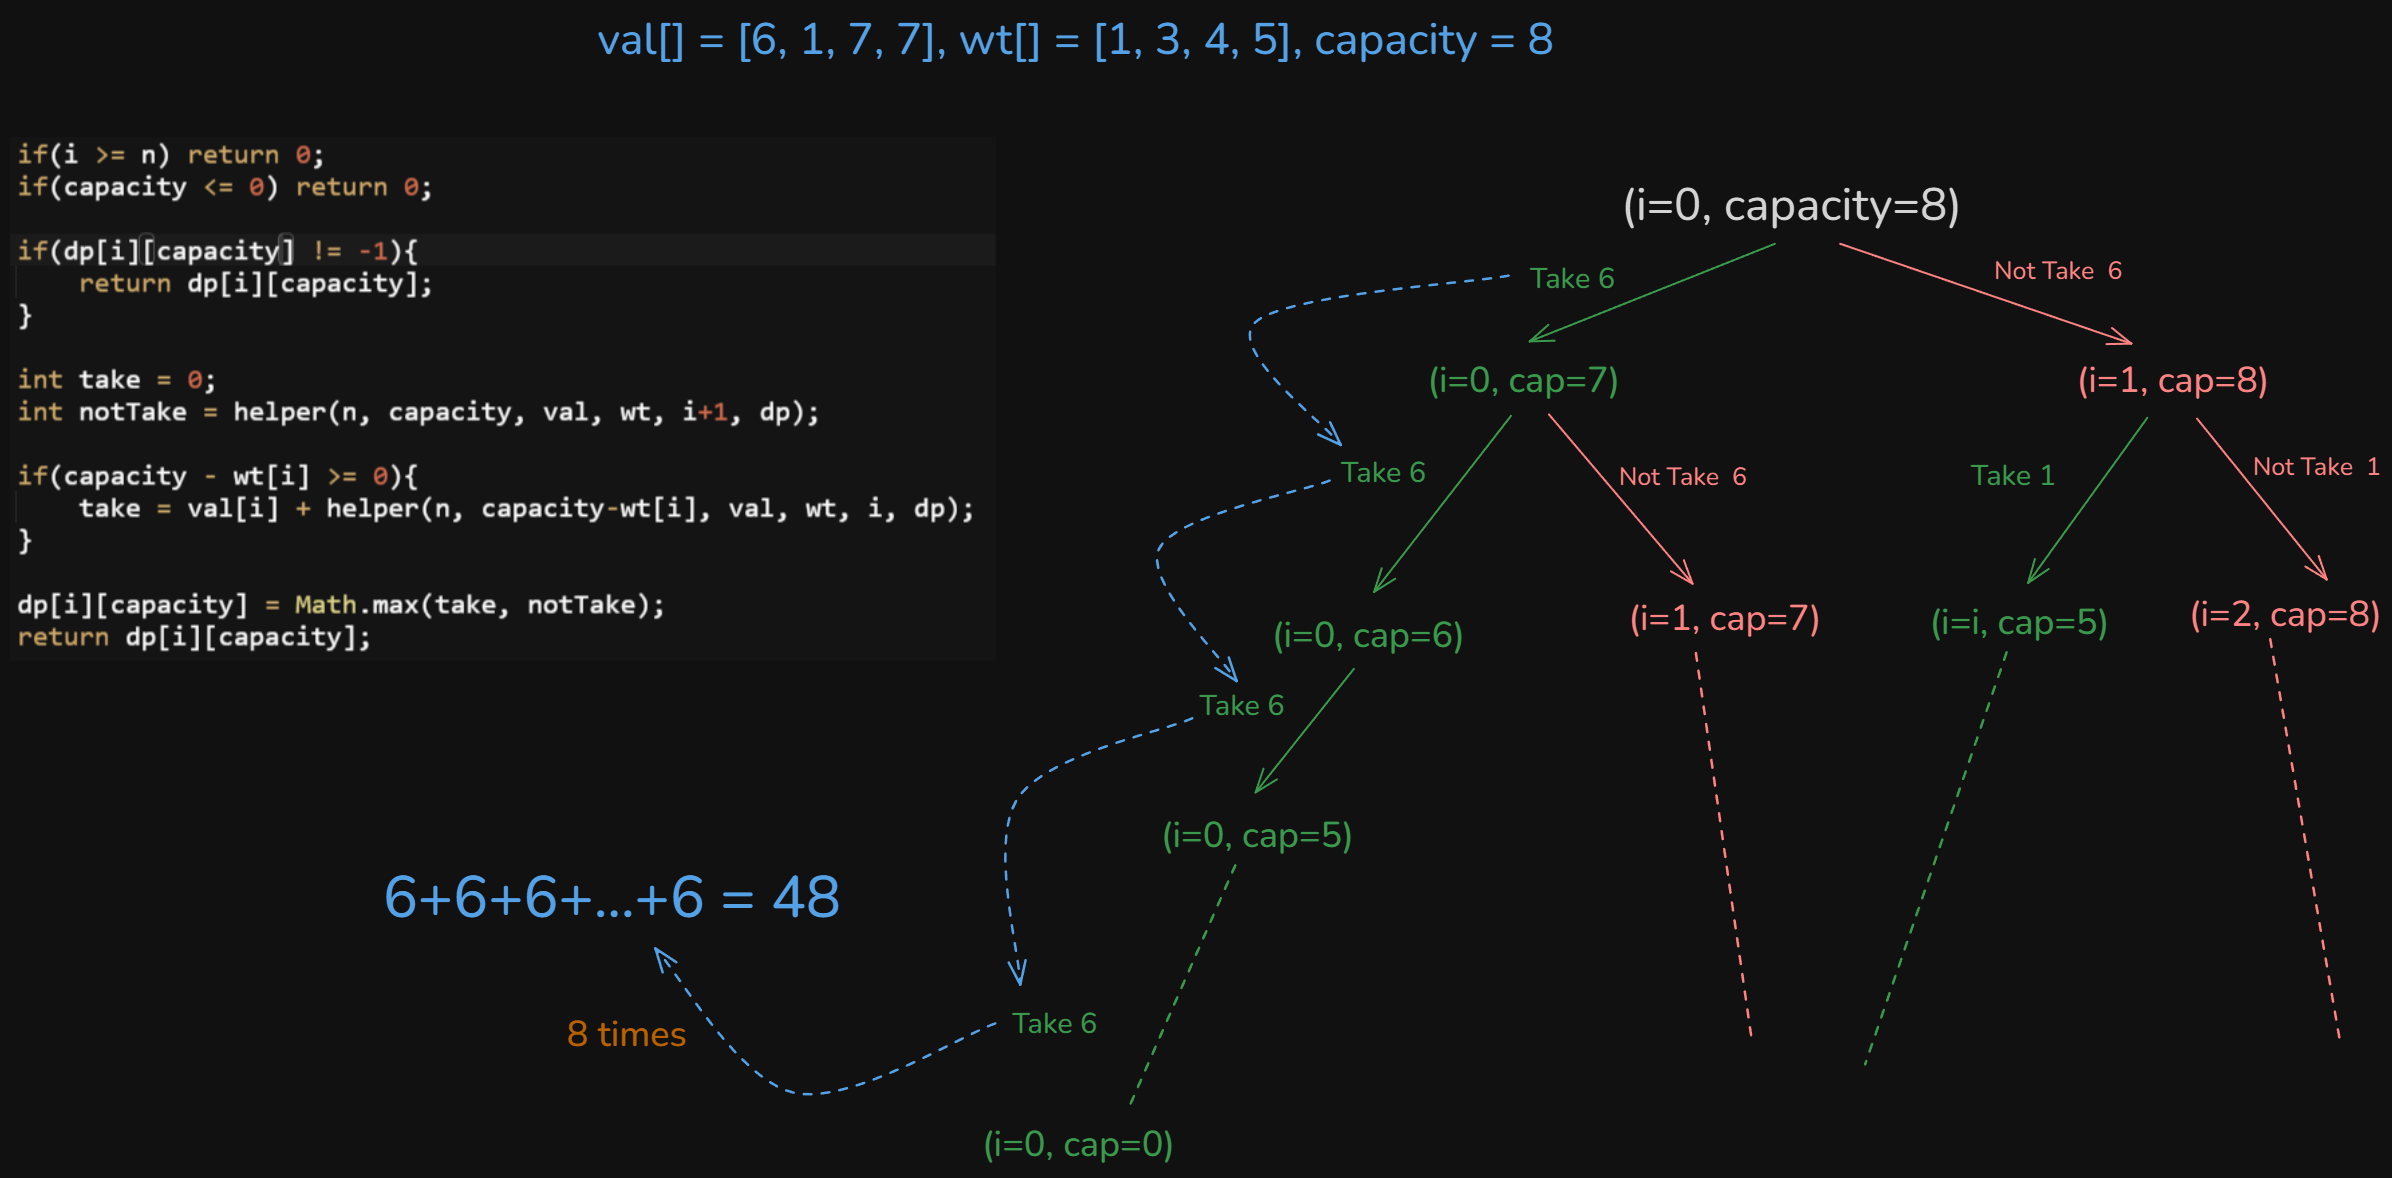 val[] = [6, 1, 7, 7], wt[] = [1, 3, 4, 5], capacity = 8
if(i >= n) return 0;
if(capacity <= 0) return 0;
if(dp[i][capacity] != -1){
return dp[i][capacity];
}
int take = 0;
int notTake = helper(n, capacity, val, wt, i+1, dp);
if(capacity - wt[i] >= 0){
take = val[i] + helper(n, capacity-wt[i], val, wt, i, dp);
}
dp[i][capacity] = Math.max(take, notTake);
return dp[i][capacity];
(i=0, capacity=8)
Take 6
Not Take 6
(i=0, cap=7)
(i=1, cap=8)
Take 6
Not Take 6
Take 1
Not Take 1
(i=0, cap=6)
(i=1, cap=7)
(i=i, cap=5)
(i=2, cap=8)
Take 6
(i=0, cap=5)
6+6+6+...+6 = 48
8 times
Take 6
(i=0, cap=0)